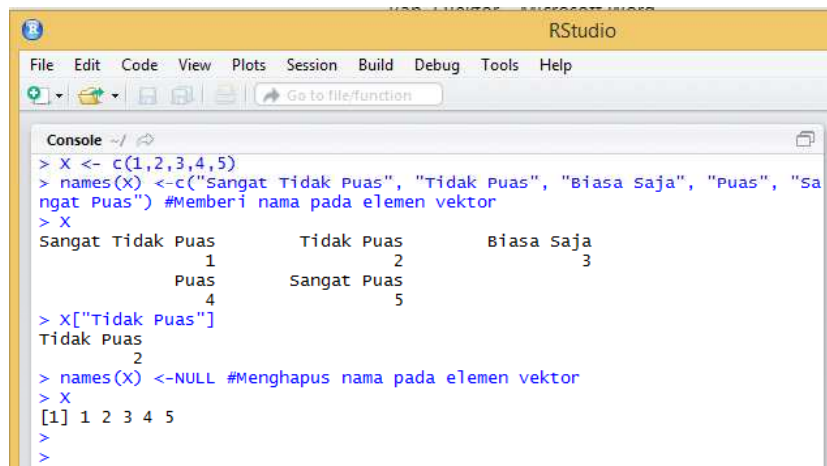 RStudio
File Edit Code View Plots Session Build Debug Tools Help
Go to file/function
Console ~/
> X <- c(1,2,3,4,5)
> names(X) <-c("Sangat Tidak Puas", "Tidak Puas", "Biasa Saja", "Puas", "Sa
ngat Puas") #Memberi nama pada elemen vektor
> X
Sangat Tidak Puas Tidak Puas Biasa Saja
1 2 3
Puas Sangat Puas
4 5
> X["Tidak Puas"]
Tidak Puas
2
> names(X) <-NULL #Menghapus nama pada elemen vektor
> X
[1] 1 2 3 4 5
>
>